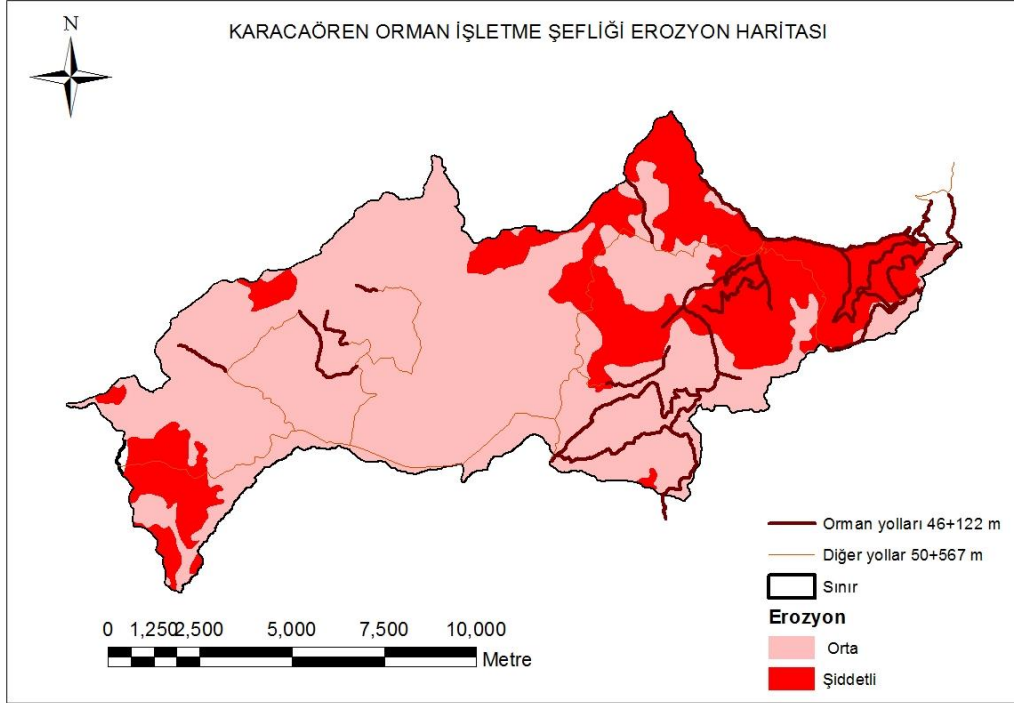 KARACAÖREN ORMAN İŞLETME ŞEFLİĞİ EROZYON HARİTASI
N
Orman yolları 46+122 m
Diğer yollar 50+567 m
Sınır
Erozyon
Orta
Şiddetli
0 1,250 2,500 5,000 7,500 10,000
Metre